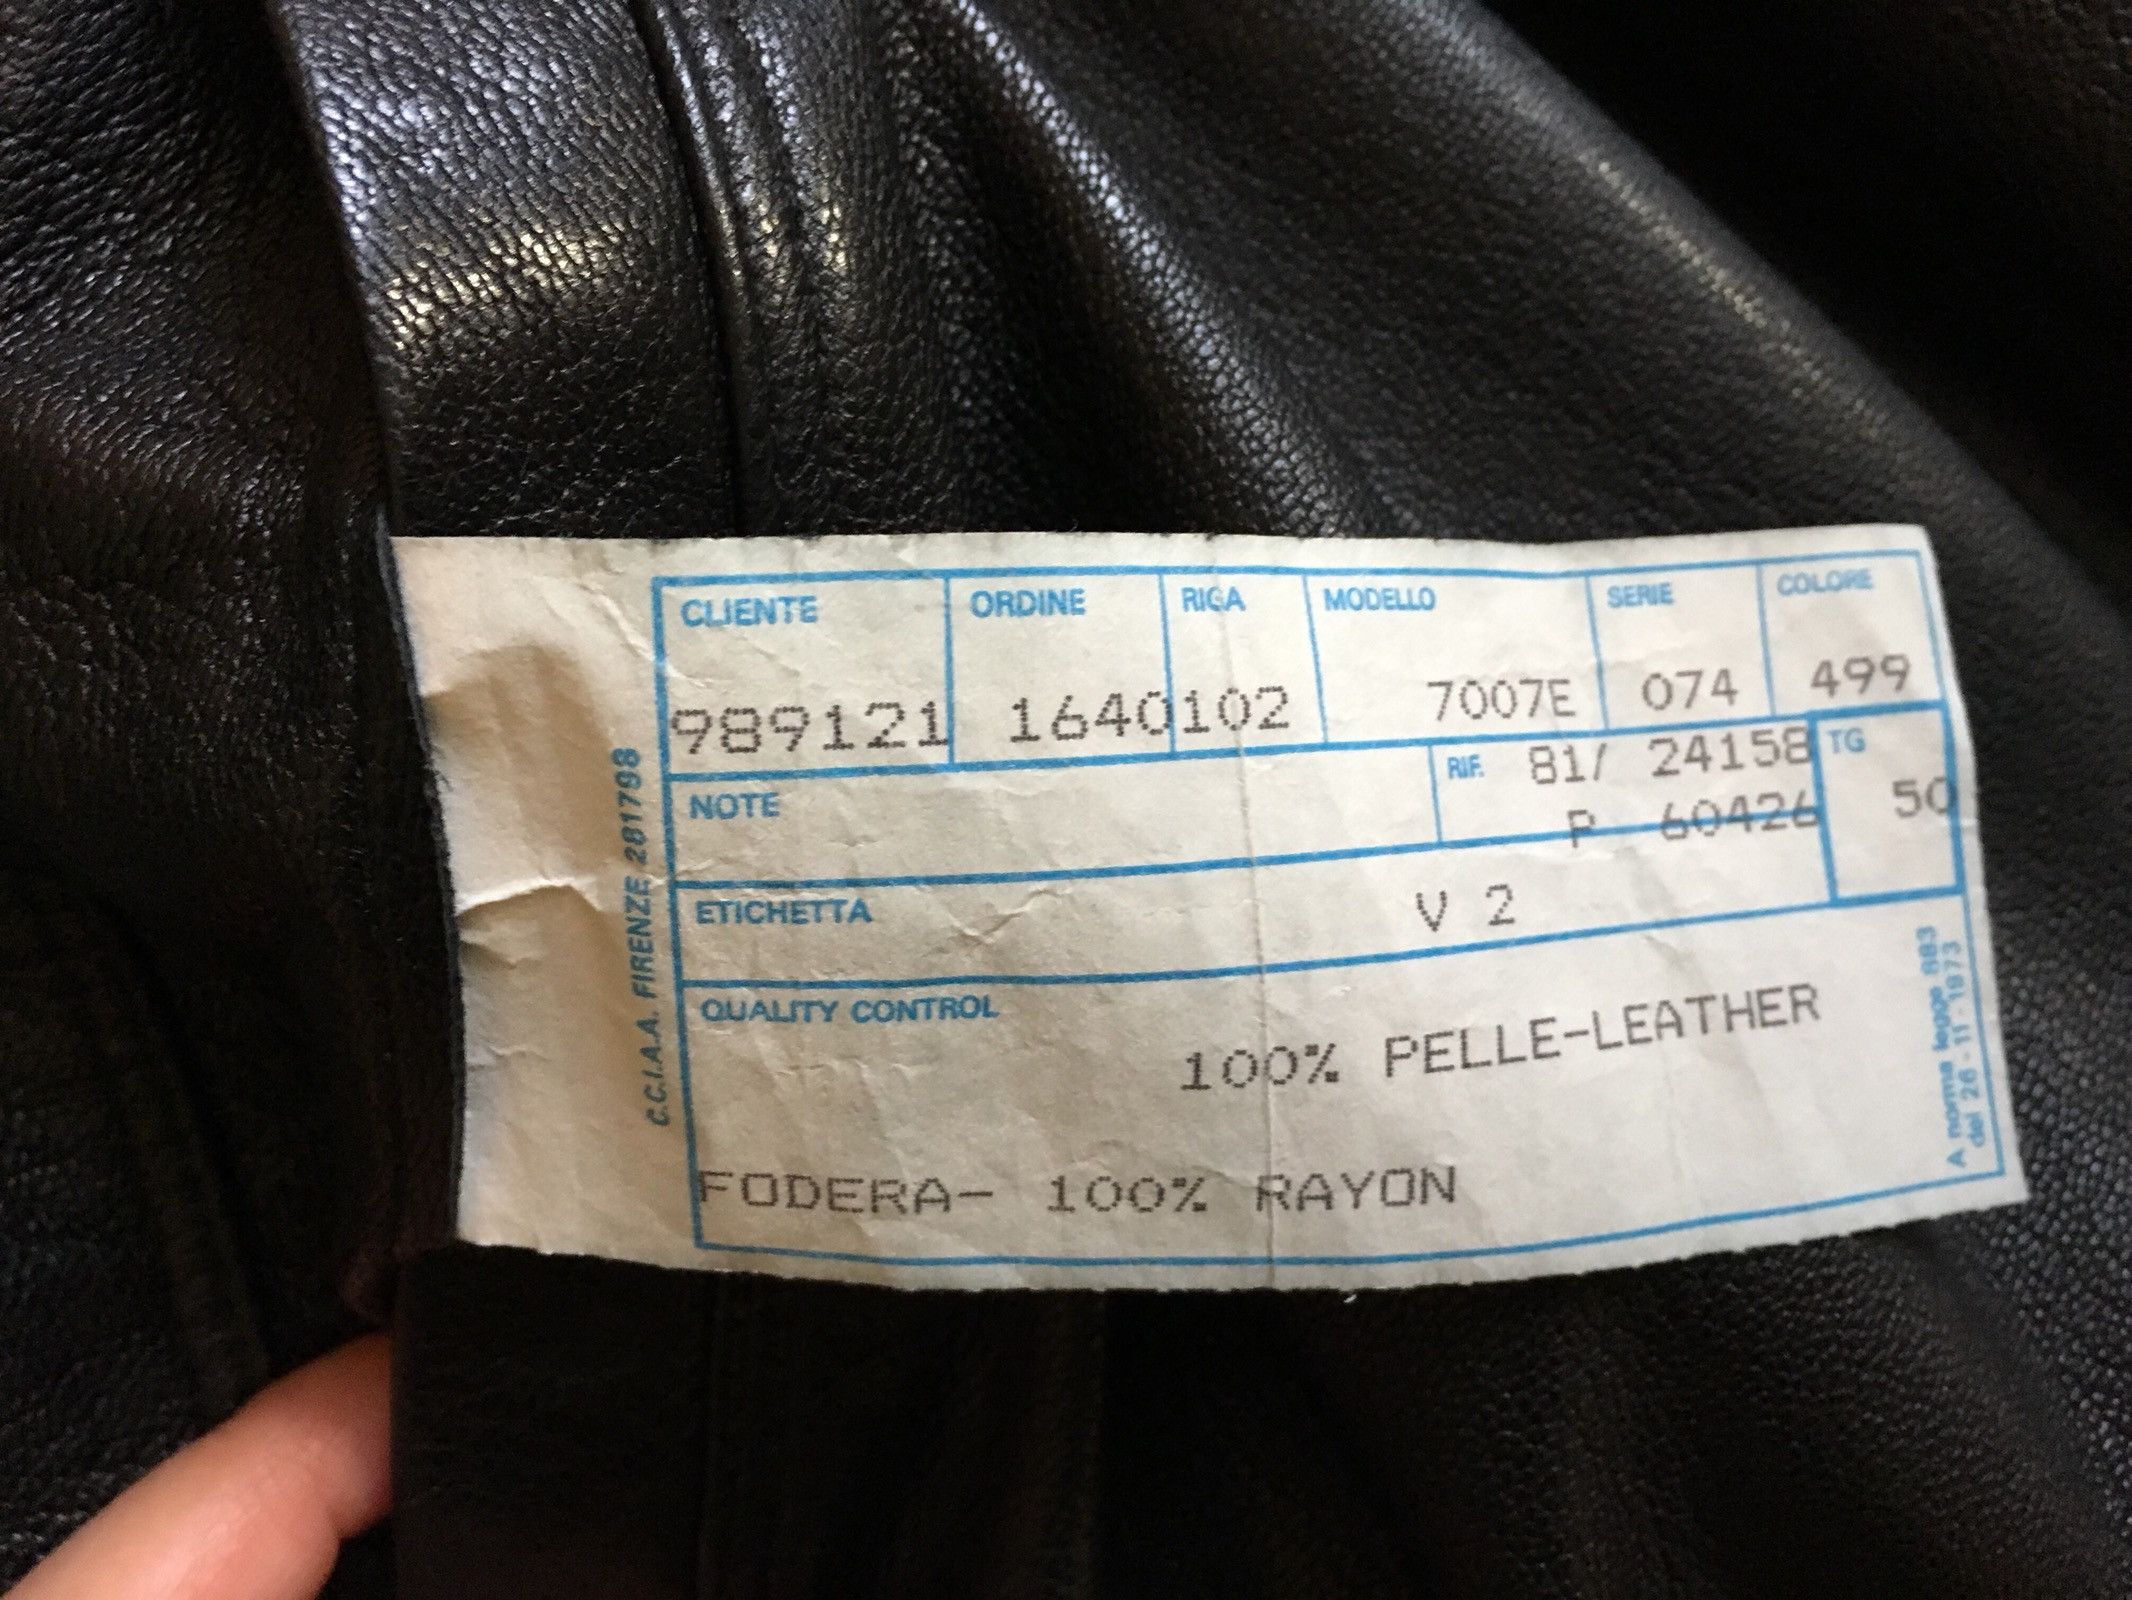 CLIENTE ORDINE RIGA MODELLO SERIE COLORE
989121 1640102 7007E 074 499
NOTE RIF. 81/ 24158 TG
P 60426 50
ETICHETTA V 2
QUALITY CONTROL
100% PELLE-LEATHER
FODERA- 100% RAYON
C.C.I.A.A. FIRENZE 281798
A norma legge 883
del 26-11-1973